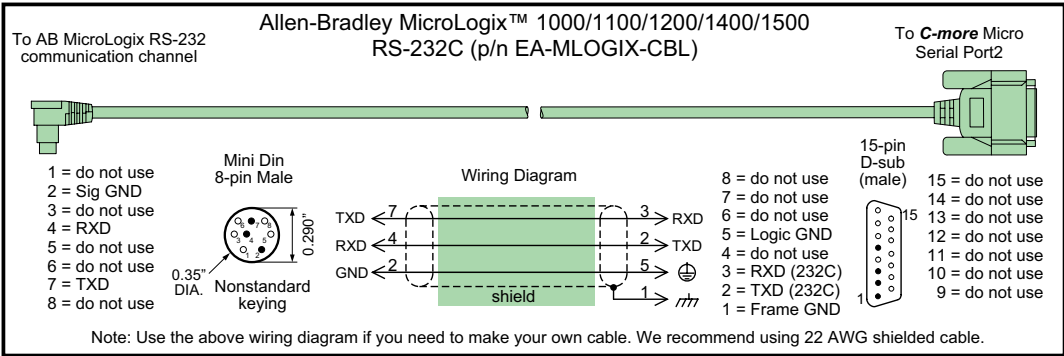 Allen-Bradley MicroLogix™ 1000/1100/1200/1400/1500
RS-232C (p/n EA-MLOGIX-CBL)
To AB MicroLogix RS-232
communication channel
To C-more Micro
Serial Port2
1 = do not use
2 = Sig GND
3 = do not use
4 = RXD
5 = do not use
6 = do not use
7 = TXD
8 = do not use
Mini Din
8-pin Male
6 7 8
3 4 5
1 2
0.290"
0.35"
DIA.
Nonstandard
keying
Wiring Diagram
TXD 7 3 RXD
RXD 4 2 TXD
GND 2 5
shield 1
8 = do not use
7 = do not use
6 = do not use
5 = Logic GND
4 = do not use
3 = RXD (232C)
2 = TXD (232C)
1 = Frame GND
15-pin
D-sub
(male)
15
1
15 = do not use
14 = do not use
13 = do not use
12 = do not use
11 = do not use
10 = do not use
9 = do not use
Note: Use the above wiring diagram if you need to make your own cable. We recommend using 22 AWG shielded cable.